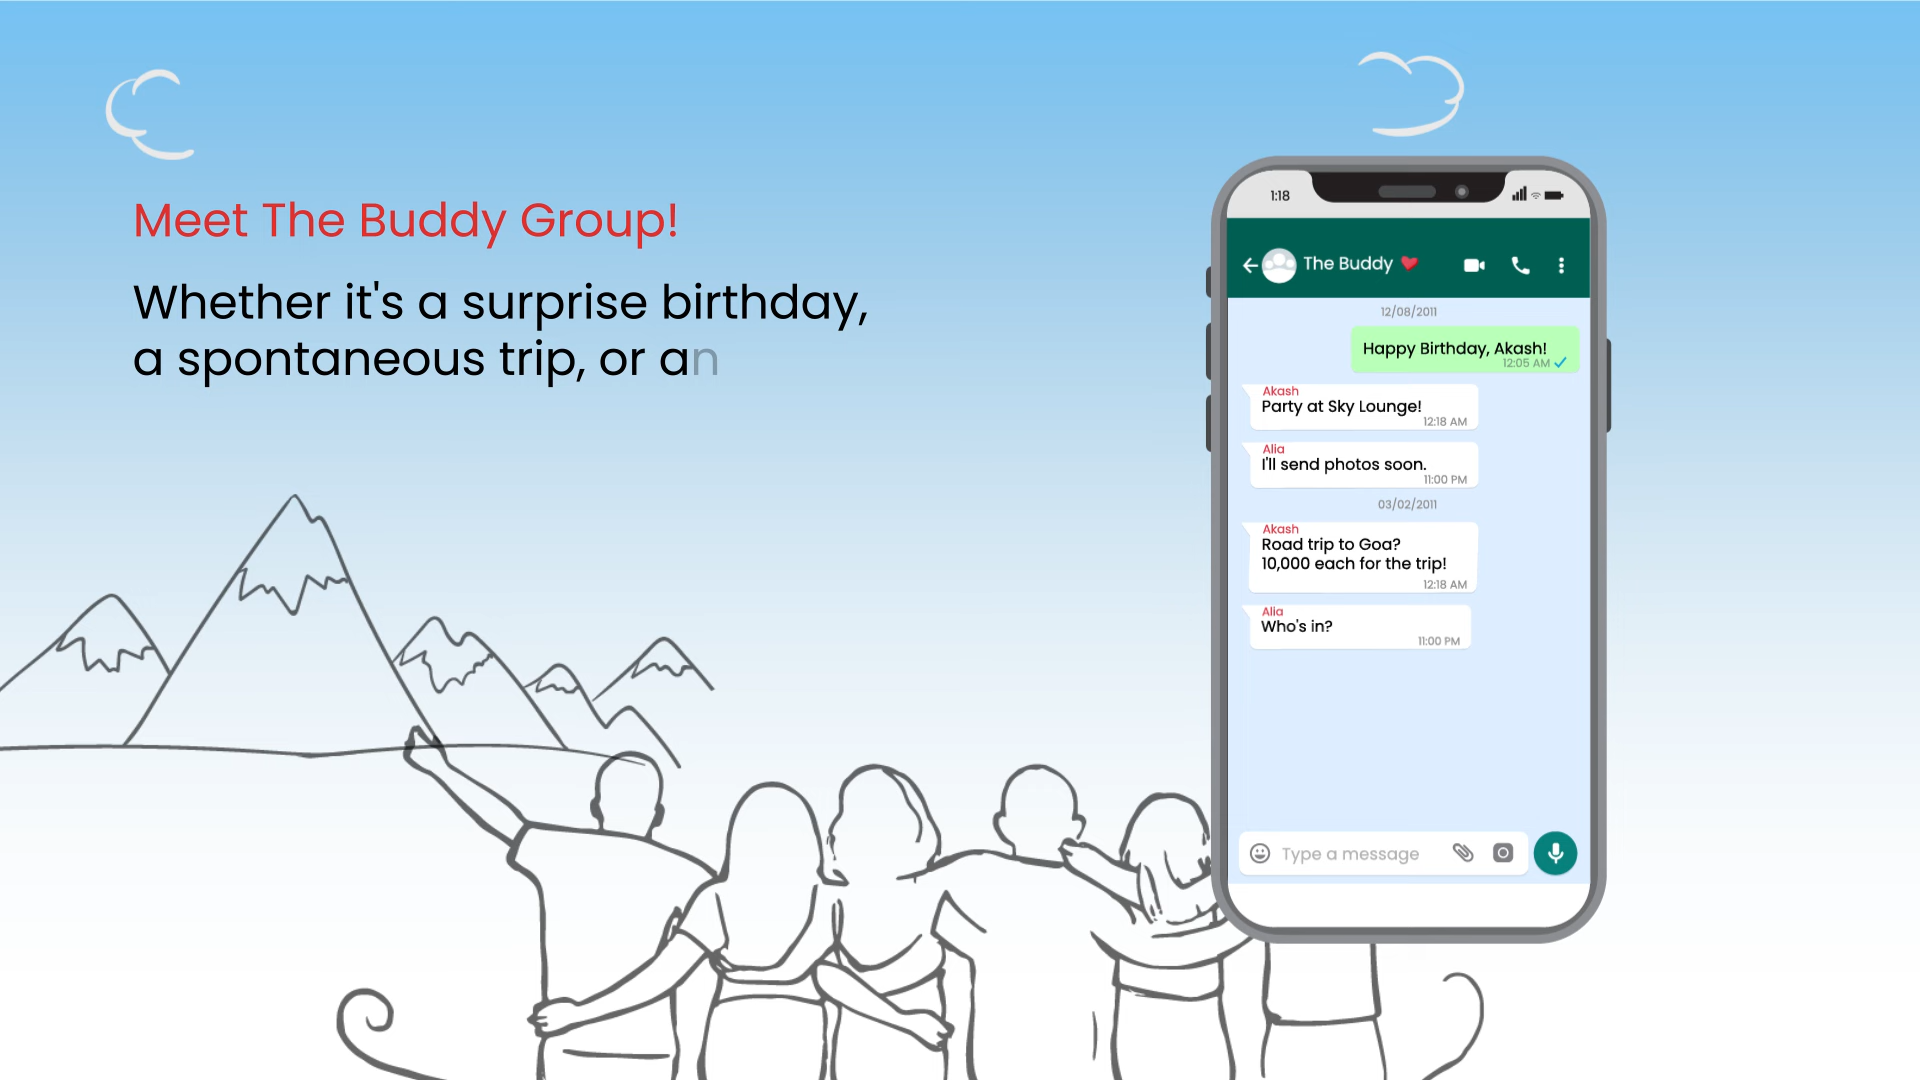 Meet The Buddy Group!
Whether it's a surprise birthday,
a spontaneous trip, or an
1:18
The Buddy ❤
12/08/2011
Happy Birthday, Akash!
12:05 AM
Akash
Party at Sky Lounge!
12:18 AM
Alia
I'll send photos soon.
11:00 PM
03/02/2011
Akash
Road trip to Goa?
10,000 each for the trip!
12:18 AM
Alia
Who's in?
11:00 PM
Type a message